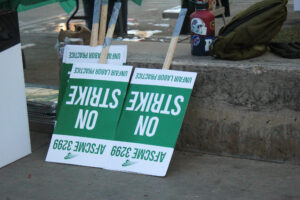 AFSCME 3299
ON
STRIKE
UNFAIR LABOR PRACTICE
AFSCME 3299
ON
STRIKE
UNFAIR LABOR PRACTICE